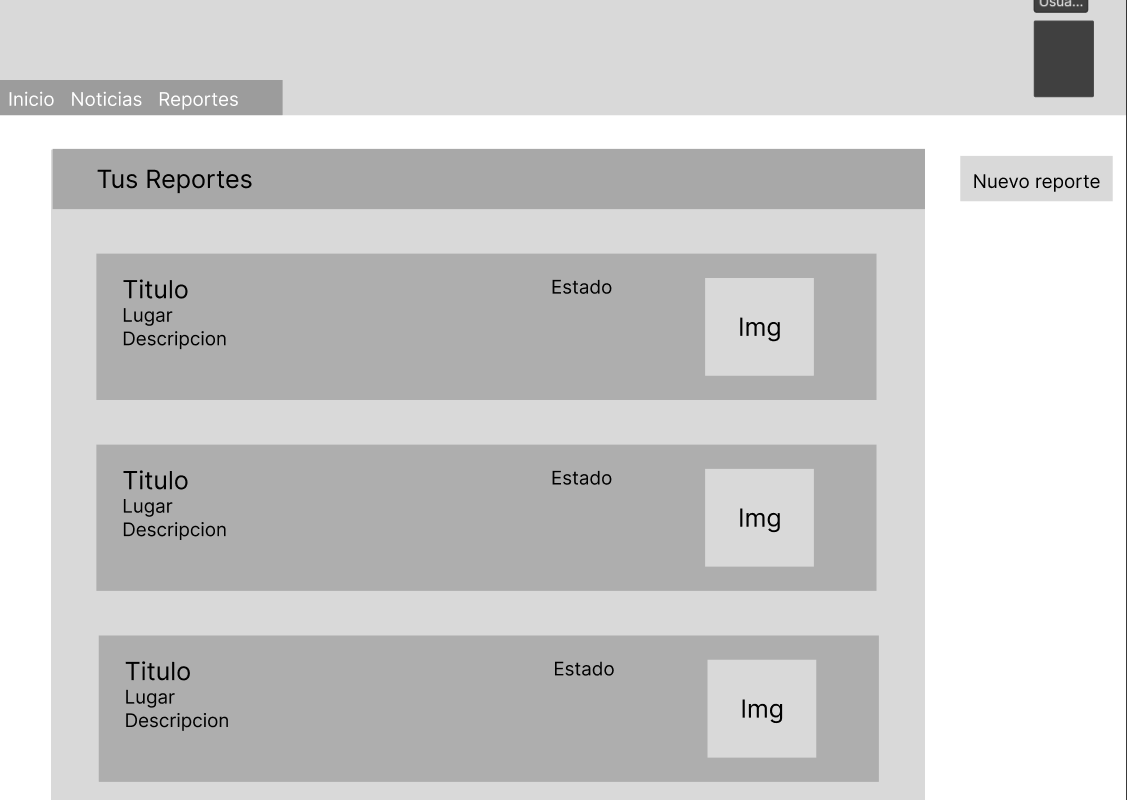 Usua...
Inicio Noticias Reportes
Tus Reportes
Nuevo reporte
Titulo
Estado
Lugar
Descripcion
Img
Titulo
Estado
Lugar
Descripcion
Img
Titulo
Estado
Lugar
Descripcion
Img